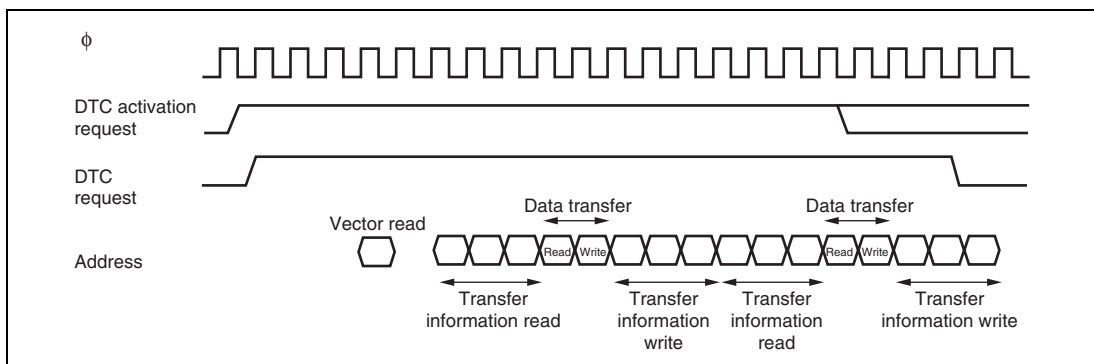 ϕ
DTC activation
request
DTC
request
Data transfer
Data transfer
Vector read
Address
Read
Write
Read
Write
Transfer
information read
Transfer
information
write
Transfer
information
read
Transfer
information write